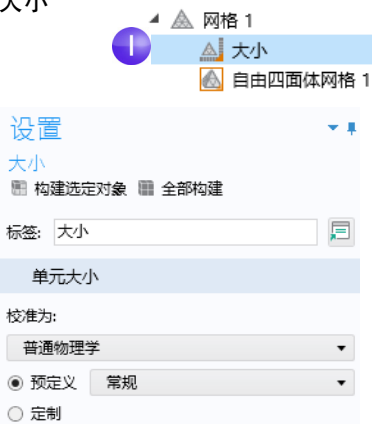 大小
网格 1
1
大小
自由四面体网格 1
设置
大小
构建选定对象 全部构建
标签: 大小
单元大小
校准为:
普通物理学
预定义 常规
定制